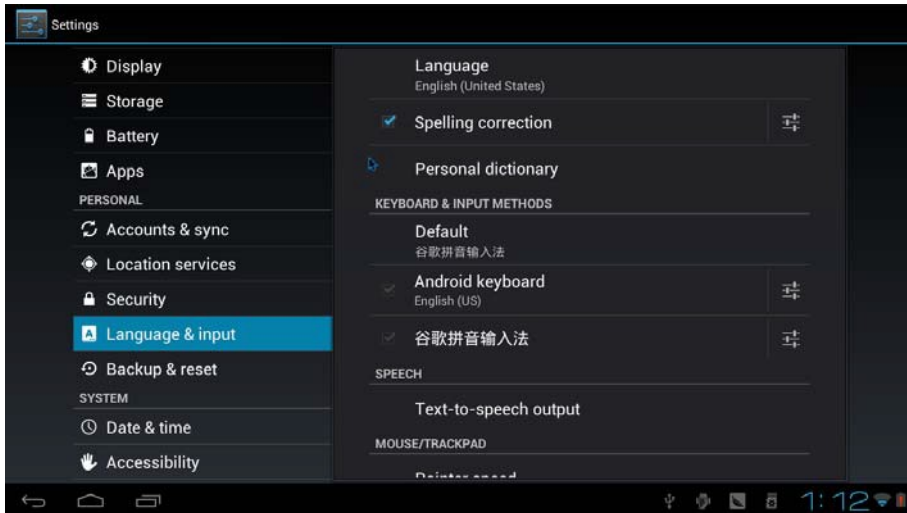 Settings
Display
Storage
Battery
Apps
PERSONAL
Accounts & sync
Location services
Security
Language & input
Backup & reset
SYSTEM
Date & time
Accessibility
Language
English (United States)
Spelling correction
Personal dictionary
KEYBOARD & INPUT METHODS
Default
谷歌拼音输入法
Android keyboard
English (US)
谷歌拼音输入法
SPEECH
Text-to-speech output
MOUSE/TRACKPAD
Pointer speed
1:12